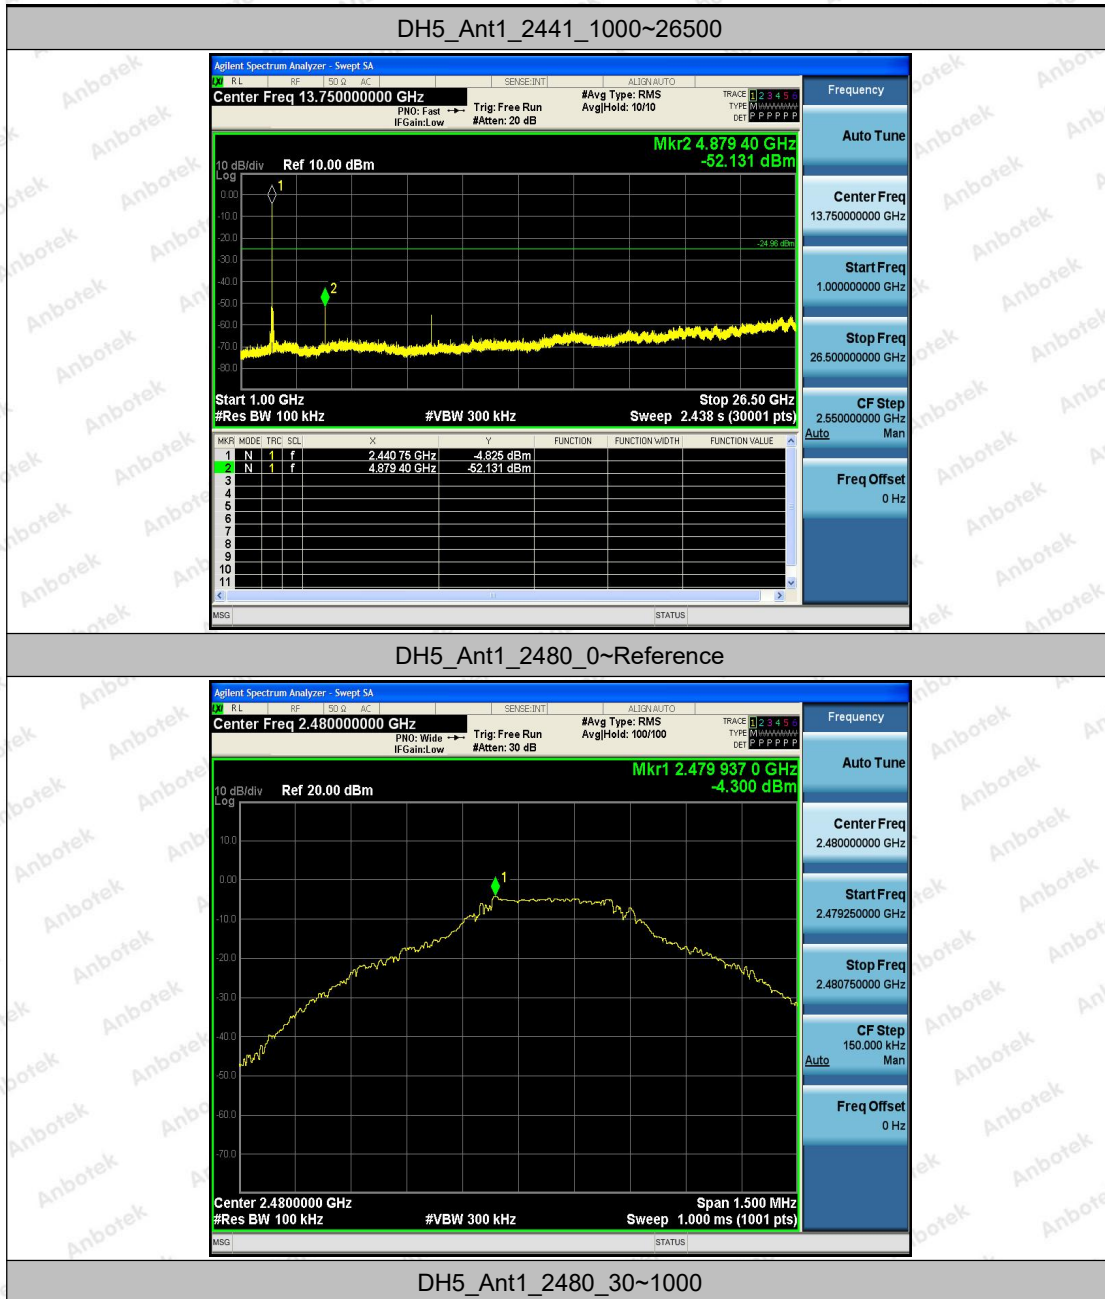 DH5_Ant1_2441_1000~26500
Agilent Spectrum Analyzer - Swept SA
RL RF 50 Ω AC SENSE:INT ALIGN AUTO
Center Freq 13.750000000 GHz #Avg Type: RMS TRACE 1 2 3 4 5 6
PNO: Fast Trig: Free Run Avg|Hold: 10/10 TYPE M
IFGain:Low #Atten: 20 dB DET P P P P P P
Mkr2 4.879 40 GHz
-52.131 dBm
10 dB/div Ref 10.00 dBm
Log
1
0.00
-10.0
-20.0
-24.96 dBm
-30.0
-40.0
2
-50.0
-60.0
-70.0
-80.0
Start 1.00 GHz Stop 26.50 GHz
#Res BW 100 kHz #VBW 300 kHz Sweep 2.438 s (30001 pts)
MKR MODE TRC SCL X Y FUNCTION FUNCTION WIDTH FUNCTION VALUE
1 N 1 f 2.440 75 GHz -4.825 dBm
2 N 1 f 4.879 40 GHz -52.131 dBm
3
4
5
6
7
8
9
10
11
MSG STATUS
Frequency
Auto Tune
Center Freq
13.750000000 GHz
Start Freq
1.000000000 GHz
Stop Freq
26.500000000 GHz
CF Step
2.550000000 GHz
Auto Man
Freq Offset
0 Hz
DH5_Ant1_2480_0~Reference
Agilent Spectrum Analyzer - Swept SA
RL RF 50 Ω AC SENSE:INT ALIGN AUTO
Center Freq 2.480000000 GHz #Avg Type: RMS TRACE 1 2 3 4 5 6
PNO: Wide Trig: Free Run Avg|Hold: 100/100 TYPE M
IFGain:Low #Atten: 30 dB DET P P P P P P
Mkr1 2.479 937 0 GHz
-4.300 dBm
10 dB/div Ref 20.00 dBm
Log
10.0
0.00
1
-10.0
-20.0
-30.0
-40.0
-50.0
-60.0
-70.0
Center 2.4800000 GHz Span 1.500 MHz
#Res BW 100 kHz #VBW 300 kHz Sweep 1.000 ms (1001 pts)
MSG STATUS
Frequency
Auto Tune
Center Freq
2.480000000 GHz
Start Freq
2.479250000 GHz
Stop Freq
2.480750000 GHz
CF Step
150.000 kHz
Auto Man
Freq Offset
0 Hz
DH5_Ant1_2480_30~1000